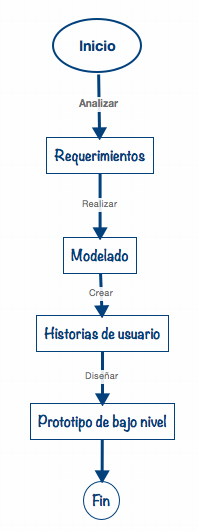 Inicio
Analizar
Requerimientos
Realizar
Modelado
Crear
Historias de usuario
Diseñar
Prototipo de bajo nivel
Fin